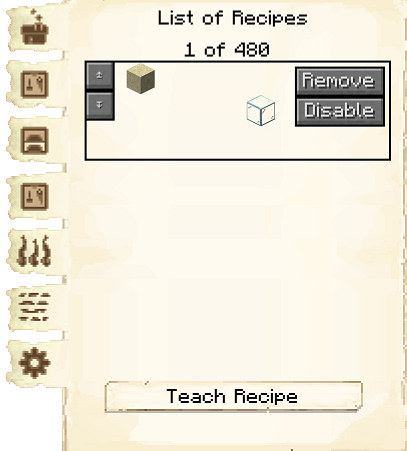 List of Recipes
1 of 480
Remove
Disable
Teach Recipe